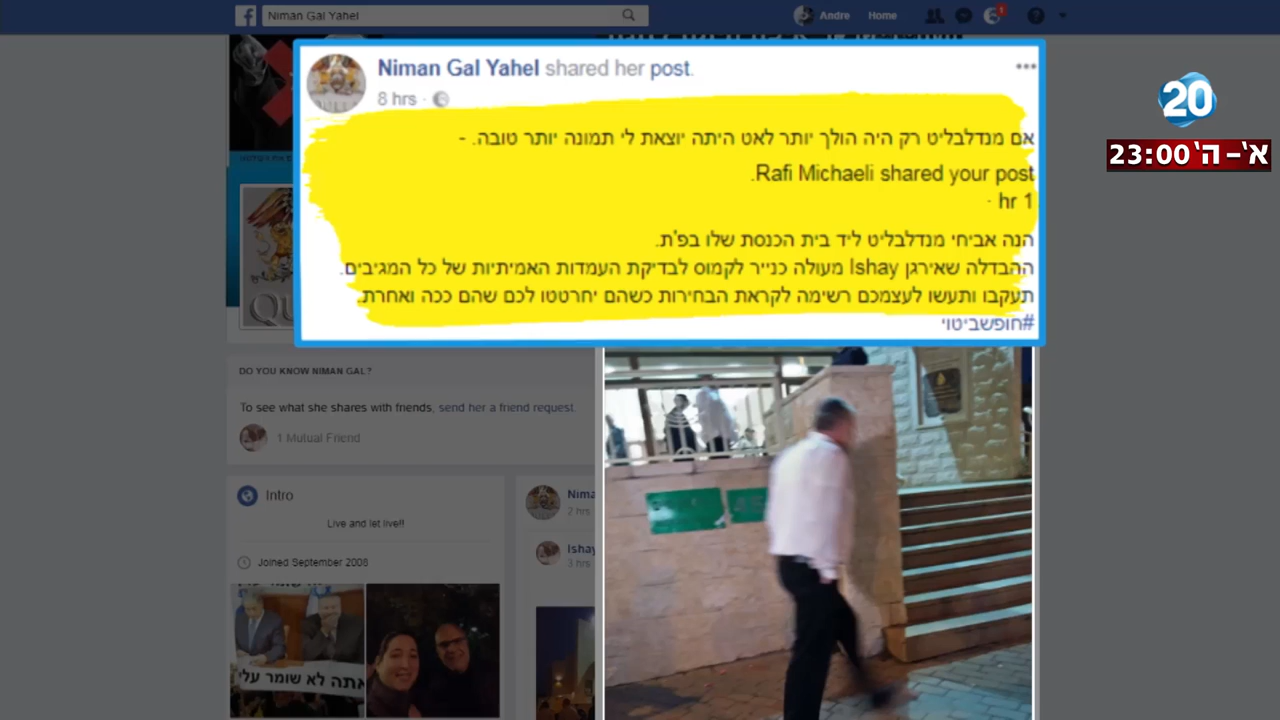 Niman Gal Yahel
Andre
Home
1
Niman Gal Yahel shared her post.
8 hrs ·
אם מנדלבליט רק היה הולך יותר לאט היתה יוצאת לי תמונה יותר טובה. -
Rafi Michaeli shared your post.
1 hr ·
הנה אביחי מנדלבליט ליד בית הכנסת שלו בפ'ת.
ההבדלה שאירגן Ishay מעולה כנייר לקמוס לבדיקת העמדות האמיתיות של כל המגיבים.
תעקבו ותעשו לעצמכם רשימה לקראת הבחירות כשהם יחרטטו לכם שהם ככה ואחרת.
#חופשביטוי
20
א'-ה' 23:00
QU
DO YOU KNOW NIMAN GAL?
To see what she shares with friends, send her a friend request.
1 Mutual Friend
Intro
Live and let live!!
Joined September 2008
Nima
2 hrs
Ishay
3 hrs
אתה לא שומר עלי